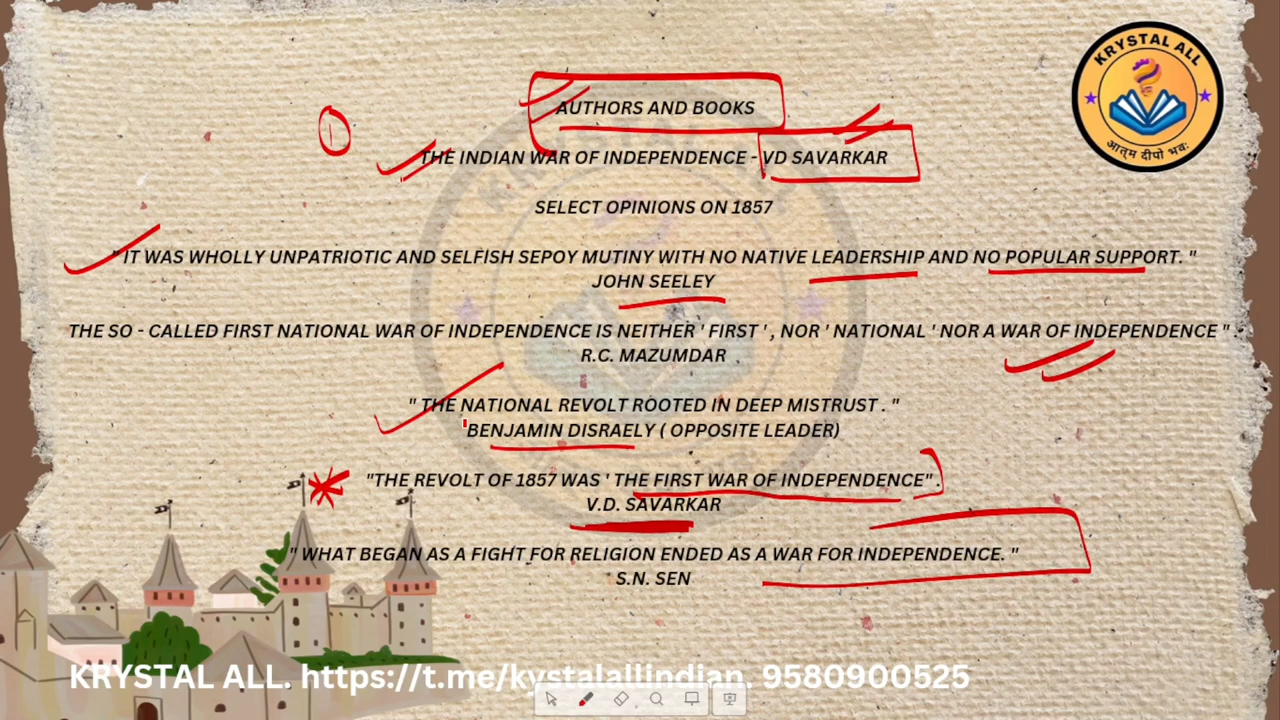 KRYSTAL ALL
आत्म दीपो भवः
①
AUTHORS AND BOOKS
THE INDIAN WAR OF INDEPENDENCE - VD SAVARKAR
SELECT OPINIONS ON 1857
" IT WAS WHOLLY UNPATRIOTIC AND SELFISH SEPOY MUTINY WITH NO NATIVE LEADERSHIP AND NO POPULAR SUPPORT. "
JOHN SEELEY
THE SO - CALLED FIRST NATIONAL WAR OF INDEPENDENCE IS NEITHER ' FIRST ' , NOR ' NATIONAL ' NOR A WAR OF INDEPENDENCE " .
R.C. MAZUMDAR
" THE NATIONAL REVOLT ROOTED IN DEEP MISTRUST . "
BENJAMIN DISRAELY ( OPPOSITE LEADER)
"THE REVOLT OF 1857 WAS ' THE FIRST WAR OF INDEPENDENCE" .
V.D. SAVARKAR
" WHAT BEGAN AS A FIGHT FOR RELIGION ENDED AS A WAR FOR INDEPENDENCE. "
S.N. SEN
KRYSTAL ALL. https://t.me/kystalallindian. 9580900525